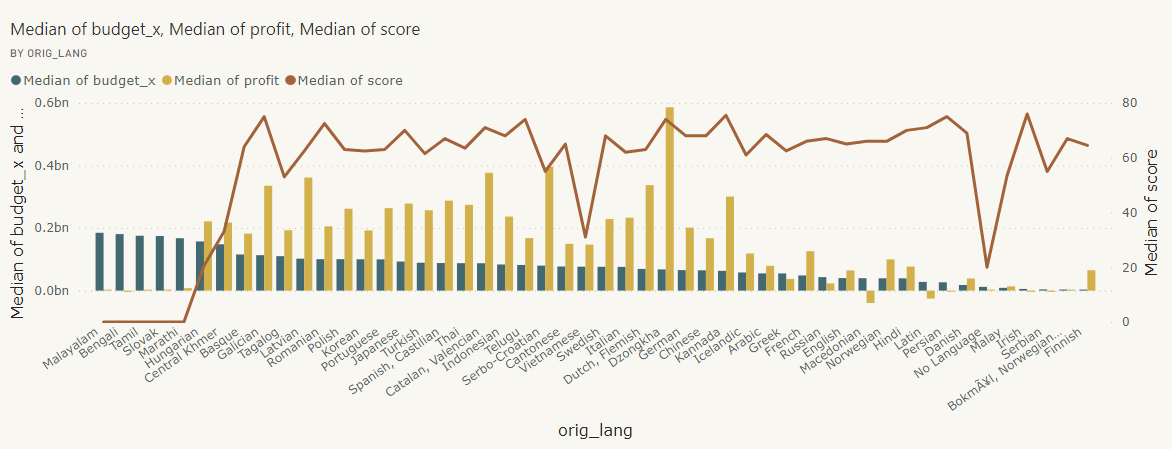 Median of budget_x, Median of profit, Median of score
BY ORIG_LANG
Median of budget_x Median of profit Median of score
Median of budget_x and ...
0.6bn
0.4bn
0.2bn
0.0bn
80
60
40
20
0
Median of score
Malayalam
Bengali
Tamil
Slovak
Marathi
Hungarian
Central Khmer
Basque
Galician
Tagalog
Latvian
Romanian
Polish
Korean
Portuguese
Japanese
Turkish
Spanish, Castilian
Thai
Catalan, Valencian
Indonesian
Telugu
Serbo-Croatian
Cantonese
Vietnamese
Swedish
Italian
Dutch, Flemish
Dzongkha
German
Chinese
Kannada
Icelandic
Arabic
Greek
French
Russian
English
Macedonian
Norwegian
Hindi
Latin
Persian
Danish
No Language
Malay
Irish
Serbian
BokmÃ¥l, Norwegian...
Finnish
orig_lang